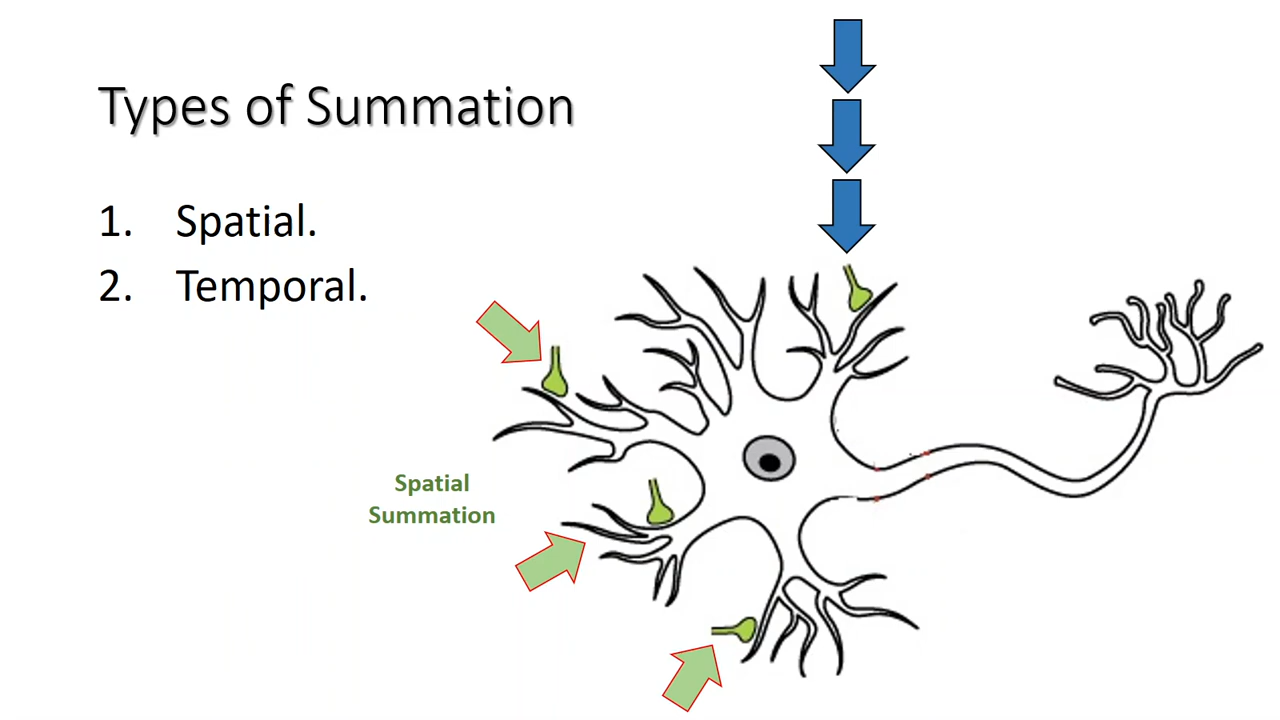 Types of Summation
1. Spatial.
2. Temporal.
Spatial
Summation